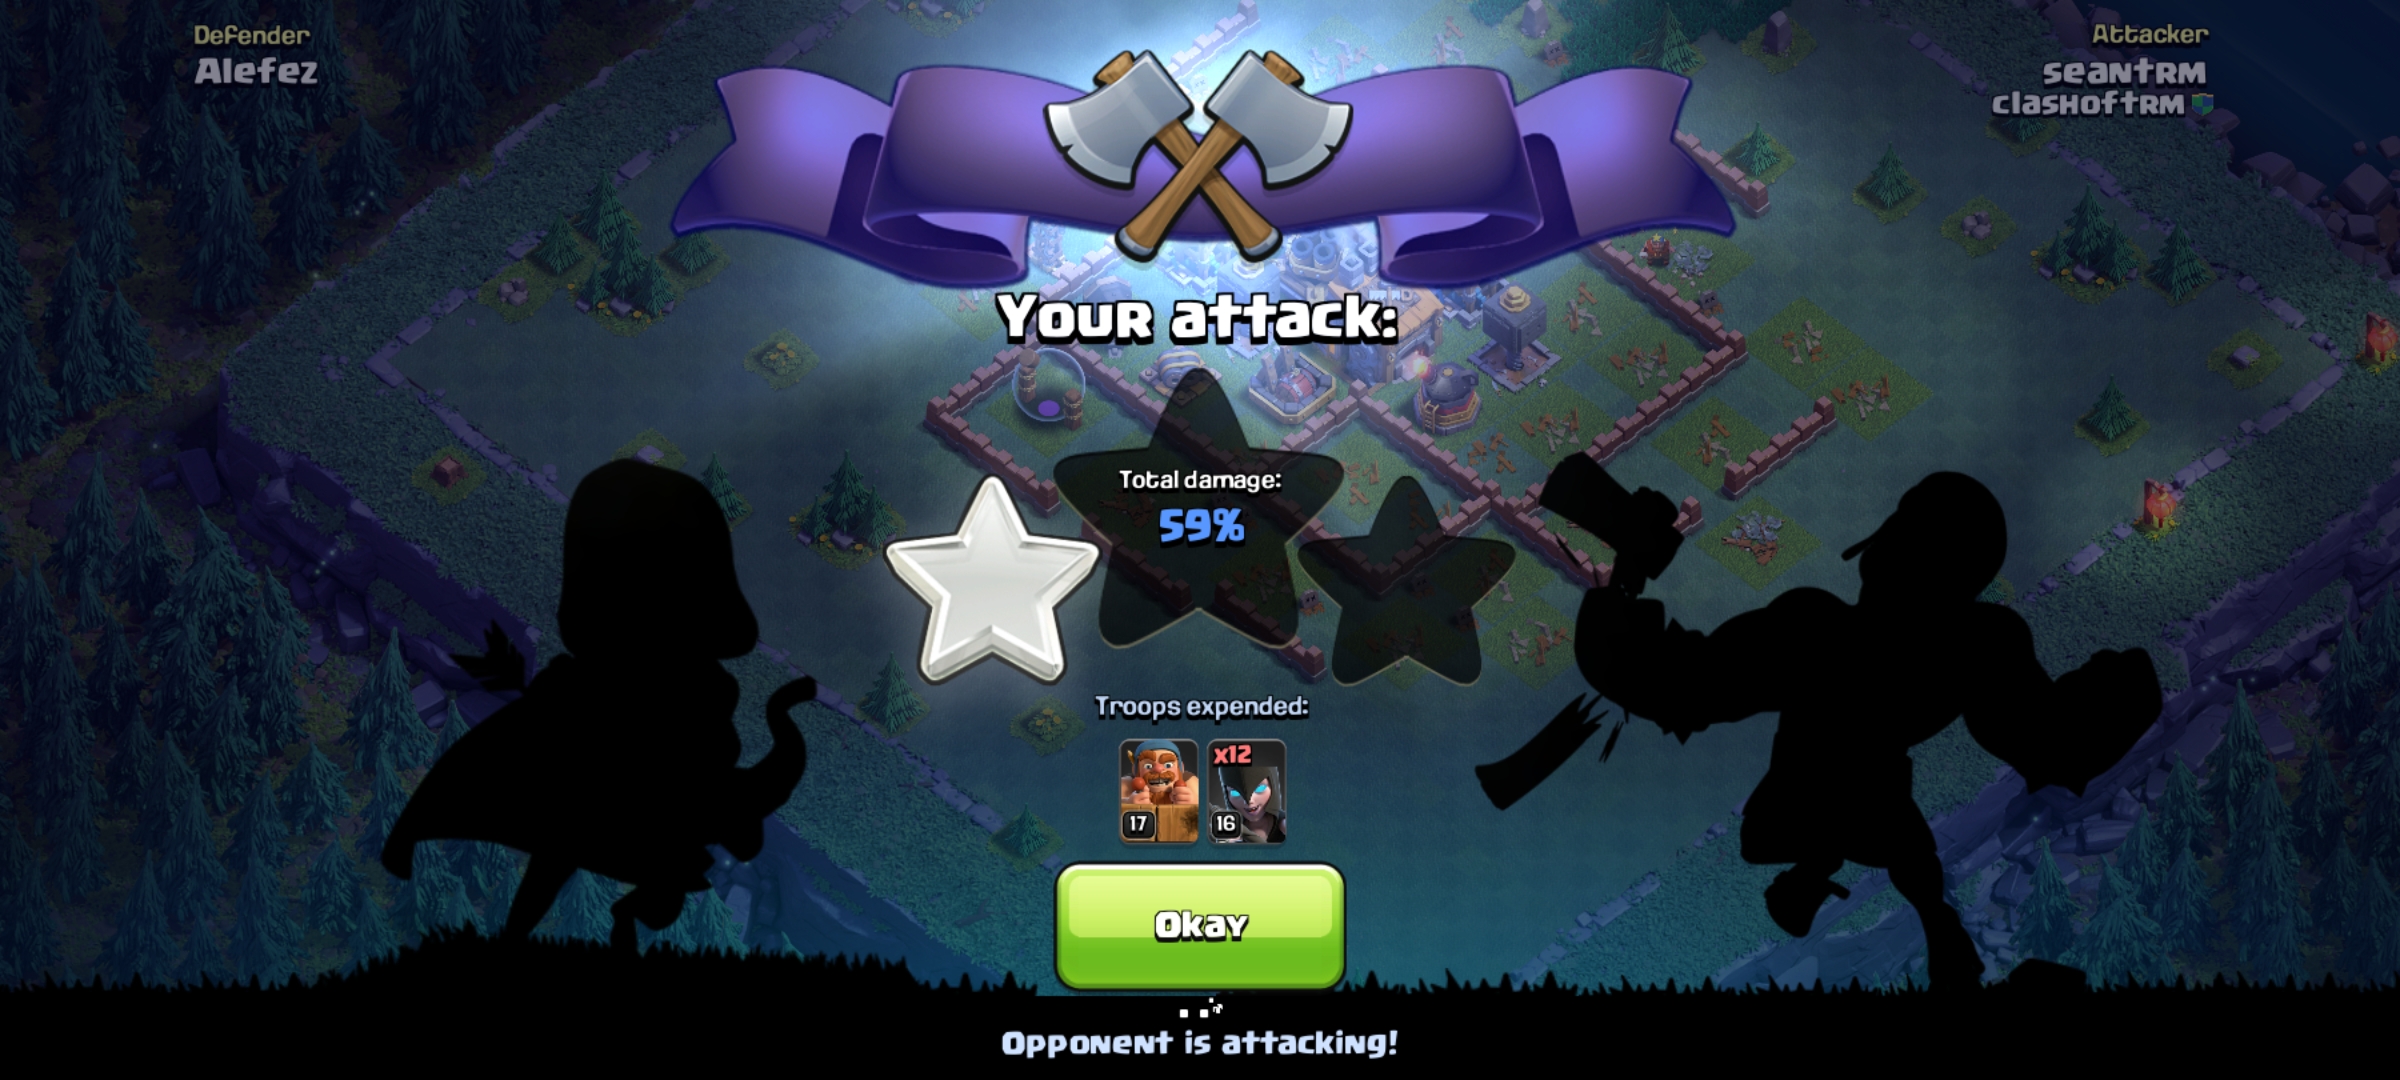 Defender
Alefez
Attacker
seantRM
clashoftRM
Your attack:
Total damage:
59%
Troops expended:
x12
17
16
Okay
Opponent is attacking!